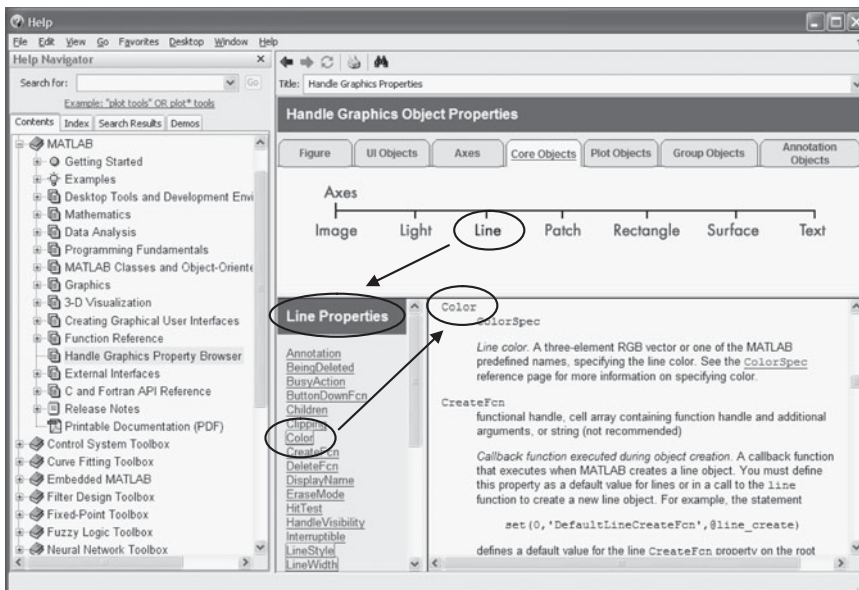 Help
File Edit View Go Favorites Desktop Window Help
Help Navigator
Search for:
Go
Example: "plot tools" OR plot* tools
Contents Index Search Results Demos
MATLAB
Getting Started
Examples
Desktop Tools and Development Envi
Mathematics
Data Analysis
Programming Fundamentals
MATLAB Classes and Object-Oriente
Graphics
3-D Visualization
Creating Graphical User Interfaces
Function Reference
Handle Graphics Property Browser
External Interfaces
C and Fortran API Reference
Release Notes
Printable Documentation (PDF)
Control System Toolbox
Curve Fitting Toolbox
Embedded MATLAB
Filter Design Toolbox
Fixed-Point Toolbox
Fuzzy Logic Toolbox
Neural Network Toolbox
Title: Handle Graphics Properties
Handle Graphics Object Properties
Figure UI Objects Axes Core Objects Plot Objects Group Objects Annotation Objects
Axes
Image Light Line Patch Rectangle Surface Text
Line Properties
Annotation
BeingDeleted
BusyAction
ButtonDownFcn
Children
Clipping
Color
CreateFcn
DeleteFcn
DisplayName
EraseMode
HitTest
HandleVisibility
Interruptible
LineStyle
LineWidth
Color
ColorSpec
Line color. A three-element RGB vector or one of the MATLAB
predefined names, specifying the line color. See the ColorSpec
reference page for more information on specifying color.
CreateFcn
functional handle, cell array containing function handle and additional
arguments, or string (not recommended)
Callback function executed during object creation. A callback function
that executes when MATLAB creates a line object. You must define
this property as a default value for lines or in a call to the line
function to create a new line object. For example, the statement
set(0,'DefaultLineCreateFcn',@line_create)
defines a default value for the line CreateFcn property on the root